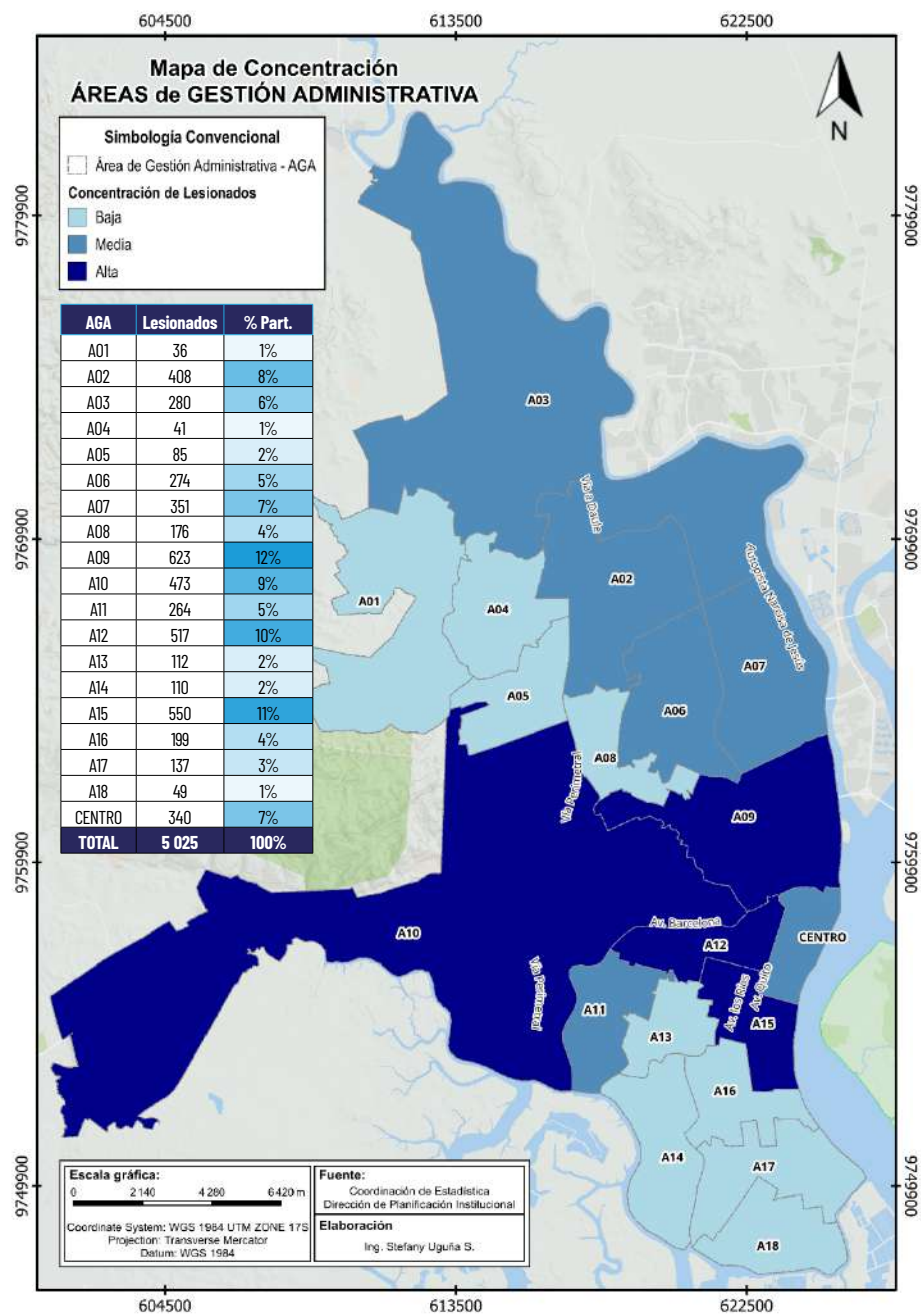 604500 613500 622500
Mapa de Concentración
ÁREAS de GESTIÓN ADMINISTRATIVA
N
Simbología Convencional
Área de Gestión Administrativa - AGA
Concentración de Lesionados
Baja
Media
Alta
9779900 9779900
AGA Lesionados % Part.
A01 36 1%
A02 408 8%
A03 280 6%
A04 41 1%
A05 85 2%
A06 274 5%
A07 351 7%
A08 176 4%
A09 623 12%
A10 473 9%
A11 264 5%
A12 517 10%
A13 112 2%
A14 110 2%
A15 550 11%
A16 199 4%
A17 137 3%
A18 49 1%
CENTRO 340 7%
TOTAL 5 025 100%
A03
Via a Daule
9769900 9769900
A02
Autopista Narcisa de Jesús
A01
A04
A07
A05
A06
A08
Vía Perimetral
A09
9759900 9759900
A10
Av. Barcelona
A12
CENTRO
Vía Perimetral
Av. los Ríos
Av. Quito
A11
A15
A13
A16
A14
A17
A18
9749900 9749900
Escala gráfica:
0 2 140 4 280 6 420 m
Coordinate System: WGS 1984 UTM ZONE 17S
Projection: Transverse Mercator
Datum: WGS 1984
Fuente:
Coordinación de Estadística
Dirección de Planificación Institucional
Elaboración
Ing. Stefany Uguña S.
604500 613500 622500